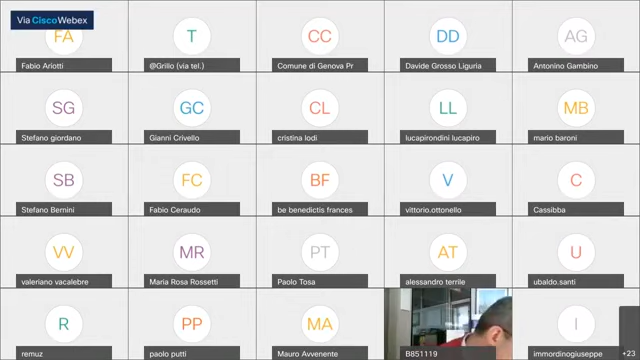 Via Cisco Webex
FA
T
CC
DD
AG
Fabio Ariotti
@Grillo (via tel.)
Comune di Genova Pr
Davide Grosso Liguria
Antonino Gambino
SG
GC
CL
LL
MB
Stefano giordano
Gianni Crivello
cristina lodi
lucapirondini lucapiro
mario baroni
SB
FC
BF
V
C
Stefano Bernini
Fabio Ceraudo
be benedictis frances
vittorio.ottonello
Cassibba
VV
MR
PT
AT
U
valeriano vacalebre
Maria Rosa Rossetti
Paolo Tosa
alessandro terrile
ubaldo.santi
R
PP
MA
I
remuz
paolo putti
Mauro Avvenente
B851119
immordinogiuseppe
+23